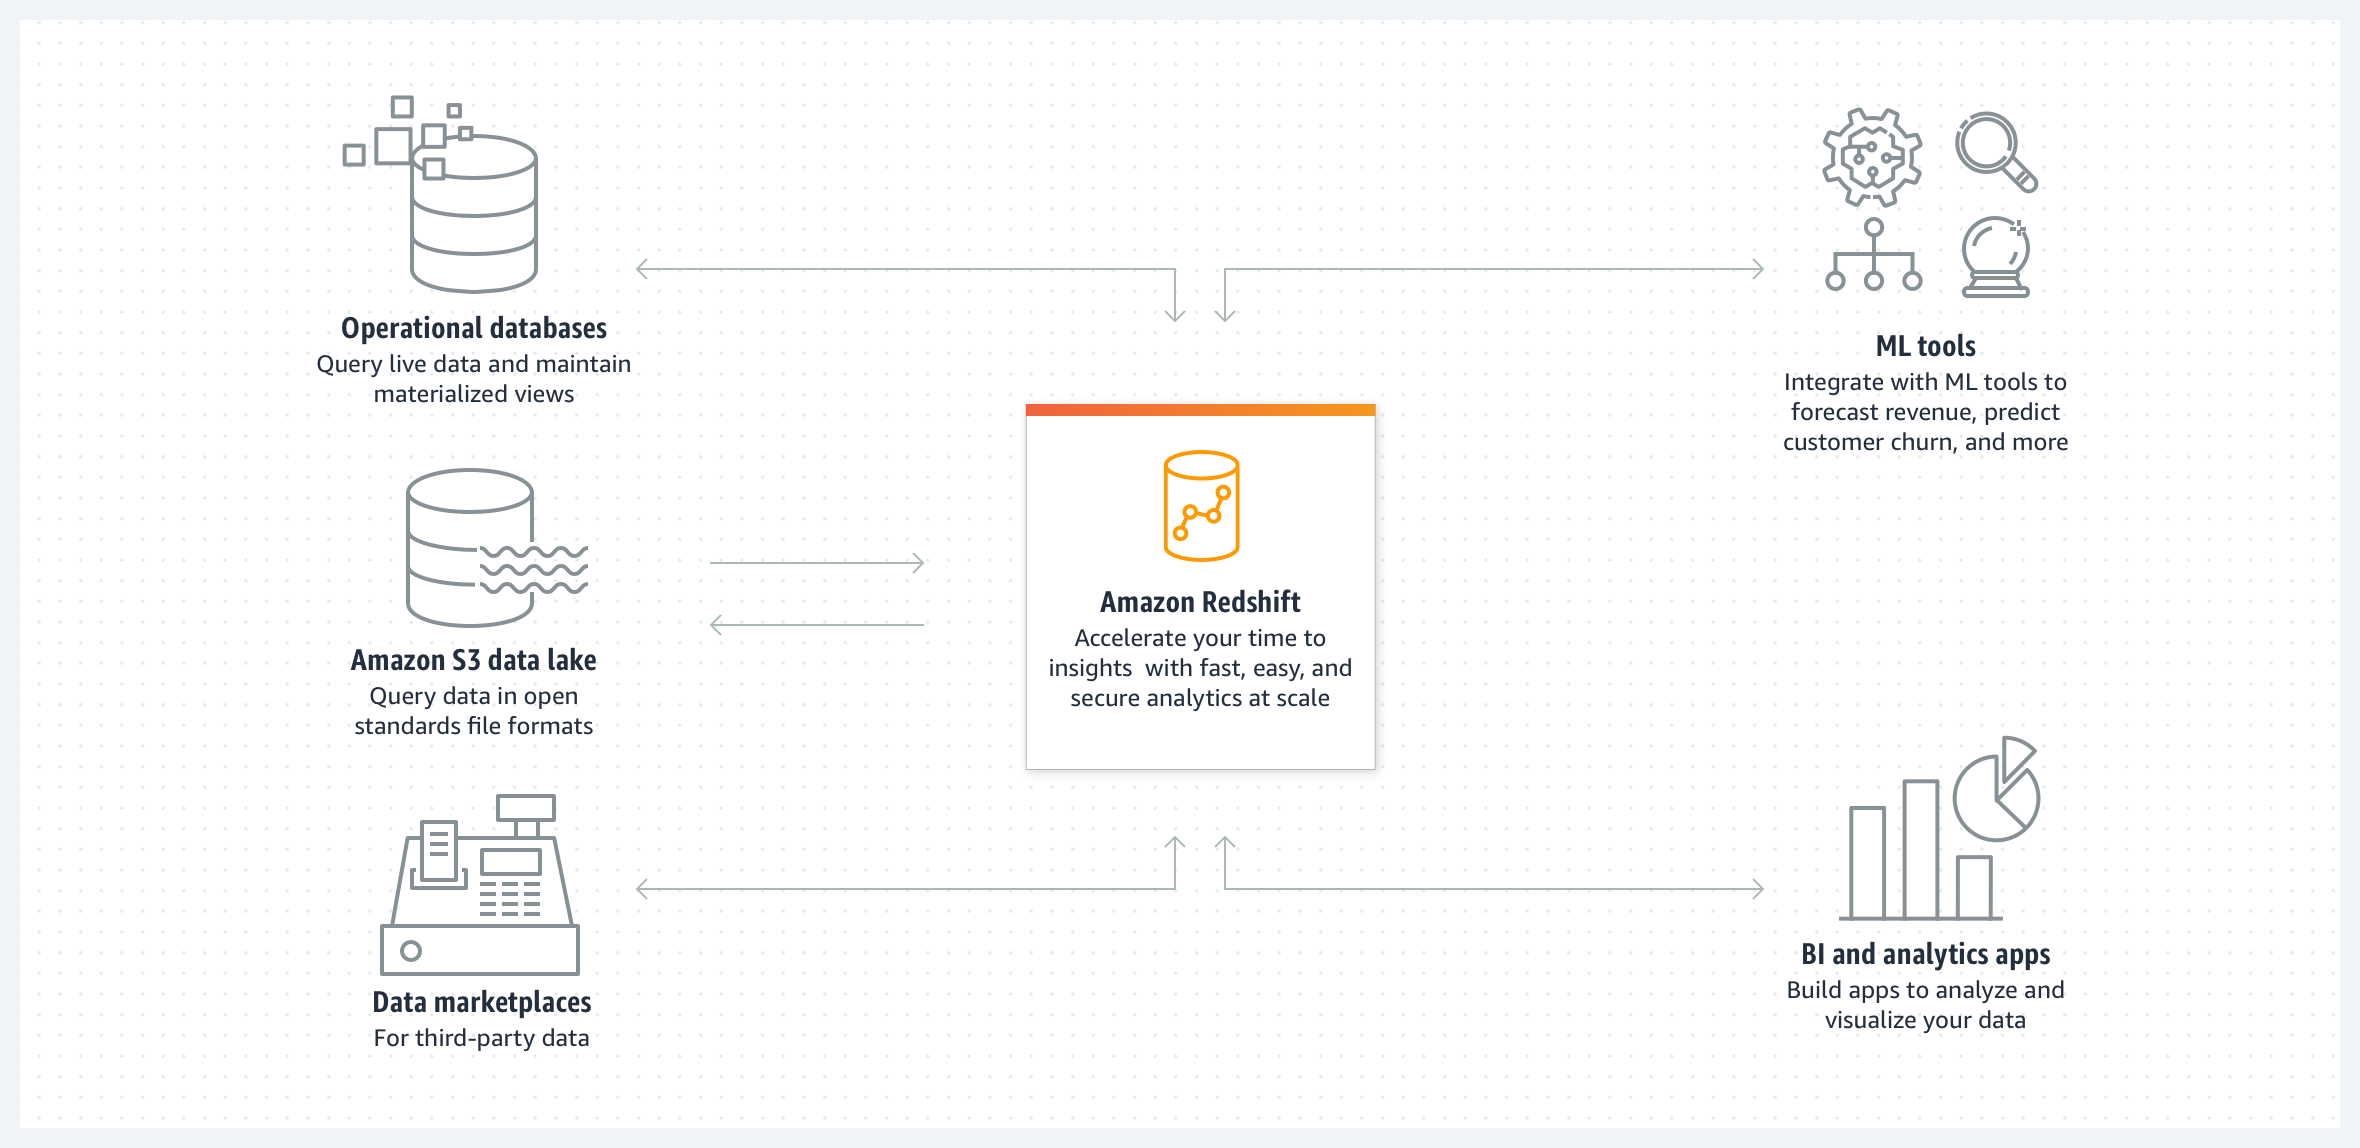 Operational databases
Query live data and maintain
materialized views
Amazon S3 data lake
Query data in open
standards file formats
Data marketplaces
For third-party data
Amazon Redshift
Accelerate your time to
insights  with fast, easy, and
secure analytics at scale
ML tools
Integrate with ML tools to
forecast revenue, predict
customer churn, and more
BI and analytics apps
Build apps to analyze and
visualize your data